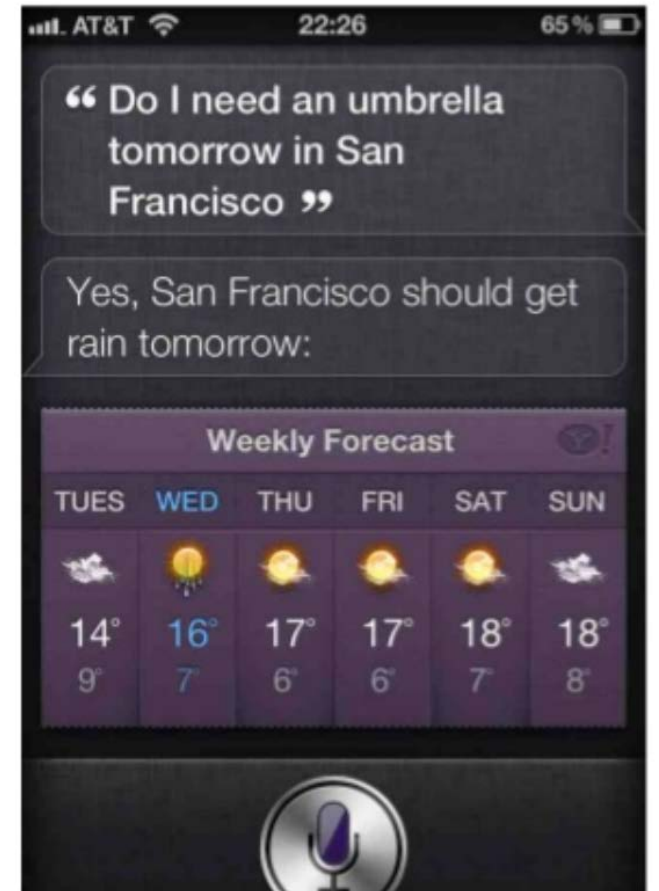 AT&T 22:26 65%
“ Do I need an umbrella
tomorrow in San
Francisco ”
Yes, San Francisco should get
rain tomorrow:
Weekly Forecast Y!
TUES WED THU FRI SAT SUN
14° 16° 17° 17° 18° 18°
9° 7° 6° 6° 7° 8°